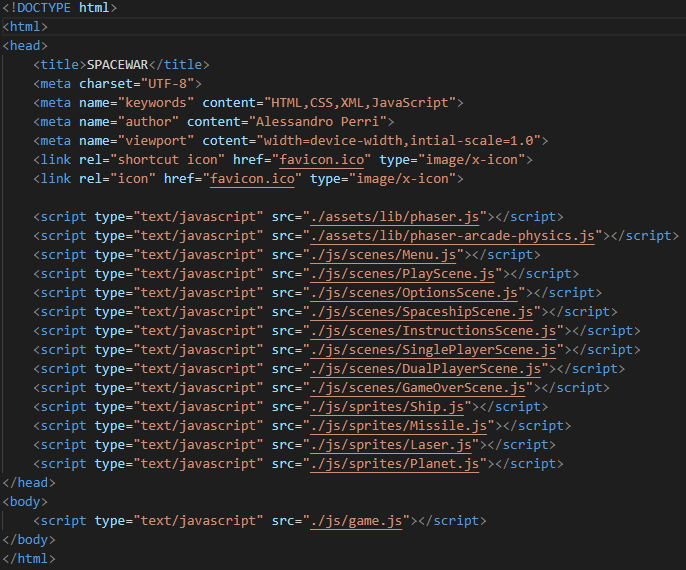 <!DOCTYPE html>
<html>
<head>
    <title>SPACEWAR</title>
    <meta charset="UTF-8">
    <meta name="keywords" content="HTML,CSS,XML,JavaScript">
    <meta name="author" content="Alessandro Perri">
    <meta name="viewport" cotent="width=device-width,intial-scale=1.0">
    <link rel="shortcut icon" href="favicon.ico" type="image/x-icon">
    <link rel="icon" href="favicon.ico" type="image/x-icon">

    <script type="text/javascript" src="./assets/lib/phaser.js"></script>
    <script type="text/javascript" src="./assets/lib/phaser-arcade-physics.js"></script>
    <script type="text/javascript" src="./js/scenes/Menu.js"></script>
    <script type="text/javascript" src="./js/scenes/PlayScene.js"></script>
    <script type="text/javascript" src="./js/scenes/OptionsScene.js"></script>
    <script type="text/javascript" src="./js/scenes/SpaceshipScene.js"></script>
    <script type="text/javascript" src="./js/scenes/InstructionsScene.js"></script>
    <script type="text/javascript" src="./js/scenes/SinglePlayerScene.js"></script>
    <script type="text/javascript" src="./js/scenes/DualPlayerScene.js"></script>
    <script type="text/javascript" src="./js/scenes/GameOverScene.js"></script>
    <script type="text/javascript" src="./js/sprites/Ship.js"></script>
    <script type="text/javascript" src="./js/sprites/Missile.js"></script>
    <script type="text/javascript" src="./js/sprites/Laser.js"></script>
    <script type="text/javascript" src="./js/sprites/Planet.js"></script>
</head>
<body>
    <script type="text/javascript" src="./js/game.js"></script>
</body>
</html>